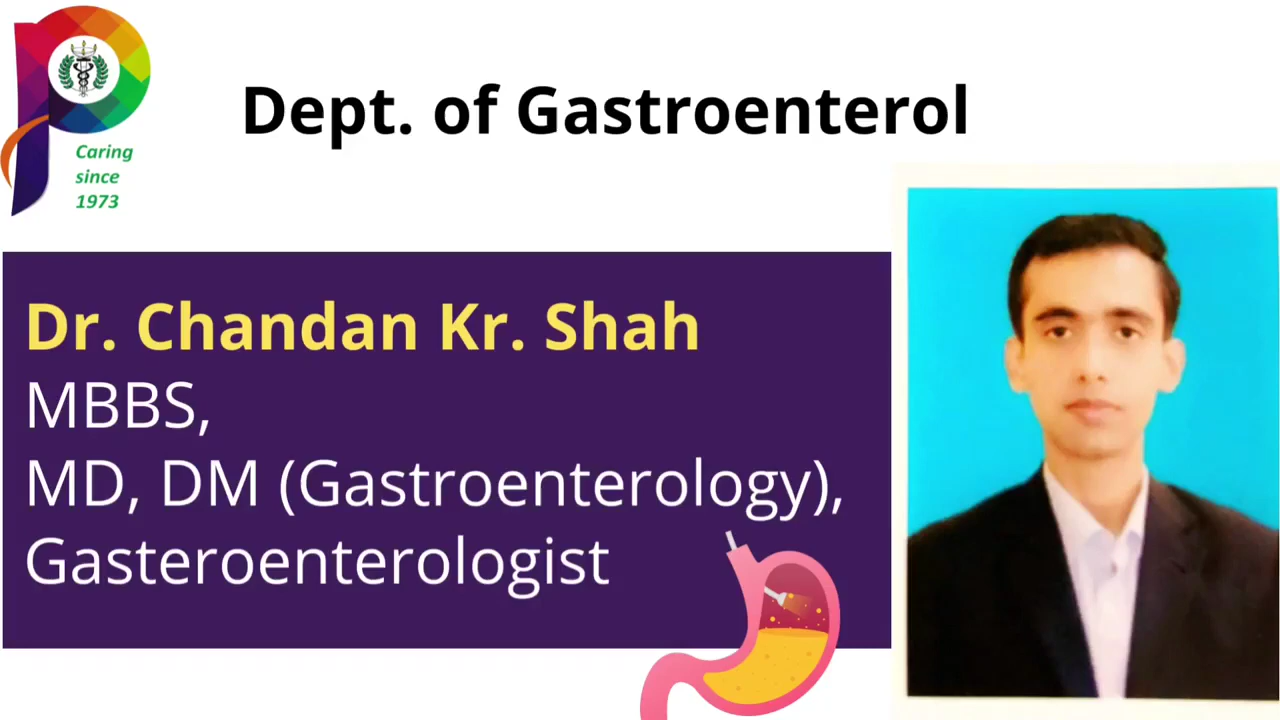 Caring
since
1973
Dept. of Gastroenterol
Dr. Chandan Kr. Shah
MBBS,
MD, DM (Gastroenterology),
Gasteroenterologist